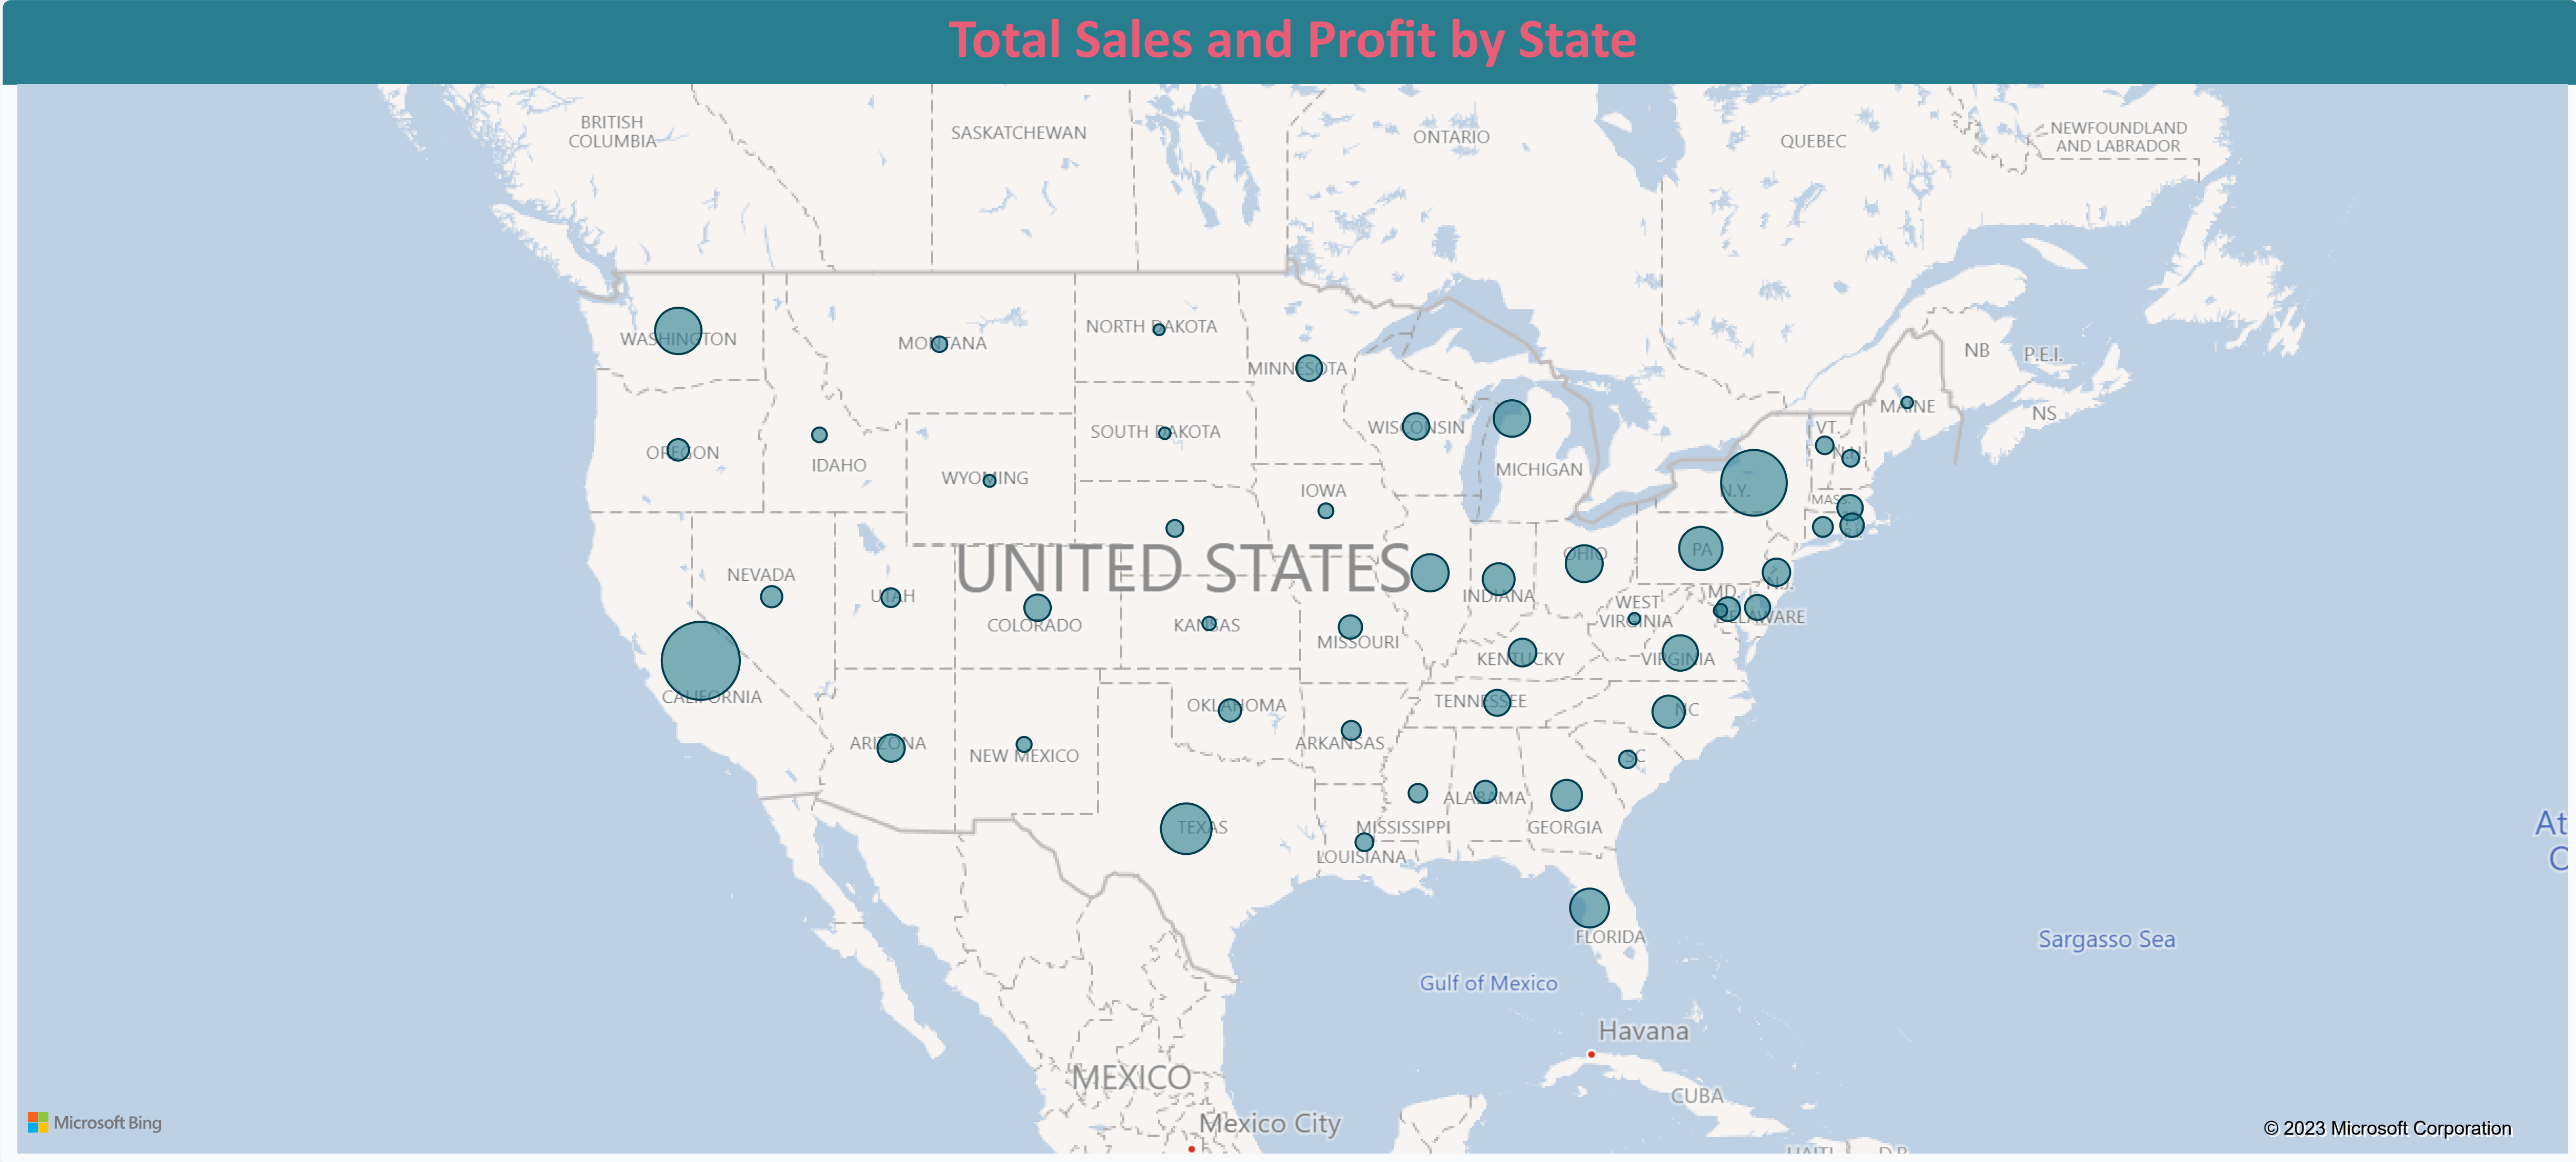 Total Sales and Profit by State
BRITISH
COLUMBIA
SASKATCHEWAN
ONTARIO
QUEBEC
NEWFOUNDLAND
AND LABRADOR
WASHINGTON
MONTANA
NORTH DAKOTA
MINNESOTA
NB
P.E.I.
NS
MAINE
OREGON
IDAHO
WYOMING
SOUTH DAKOTA
WISCONSIN
MICHIGAN
VT.
N.H.
N.Y.
MASS.
R.I.
IOWA
NEVADA
UTAH
UNITED STATES
COLORADO
KANSAS
MISSOURI
INDIANA
OHIO
PA
N.J.
MD.
DELAWARE
WEST
VIRGINIA
KENTUCKY
VIRGINIA
CALIFORNIA
ARIZONA
NEW MEXICO
OKLAHOMA
ARKANSAS
TENNESSEE
NC
SC
TEXAS
MISSISSIPPI
ALABAMA
GEORGIA
LOUISIANA
FLORIDA
Gulf of Mexico
Sargasso Sea
Havana
CUBA
MEXICO
Mexico City
Microsoft Bing
© 2023 Microsoft Corporation